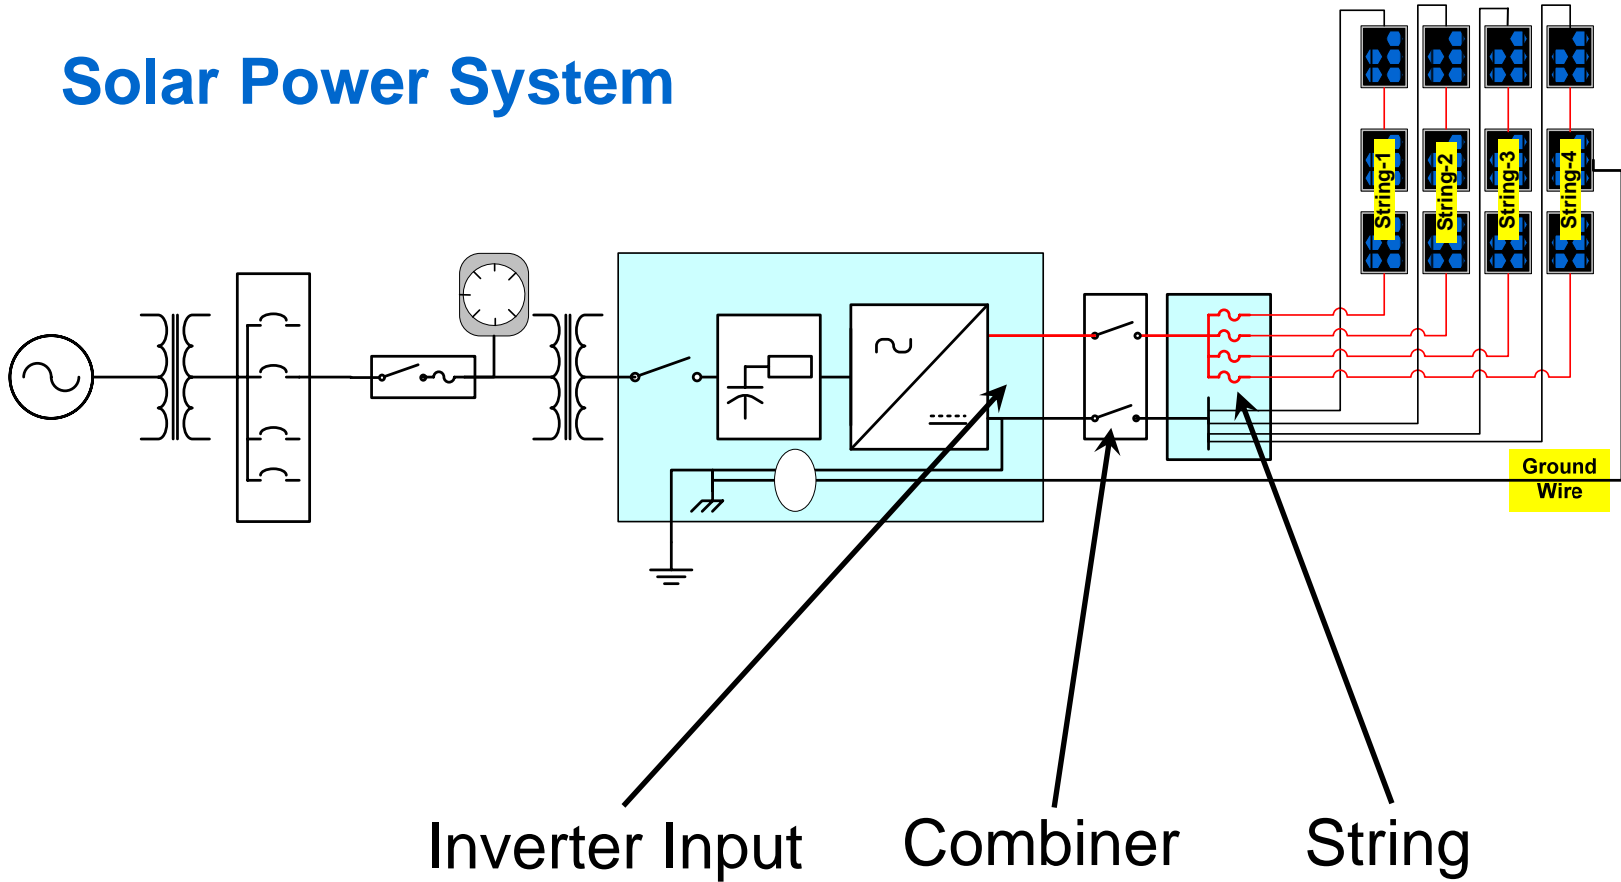 Solar Power System
String-1
String-2
String-3
String-4
Ground
Wire
Inverter Input
Combiner
String